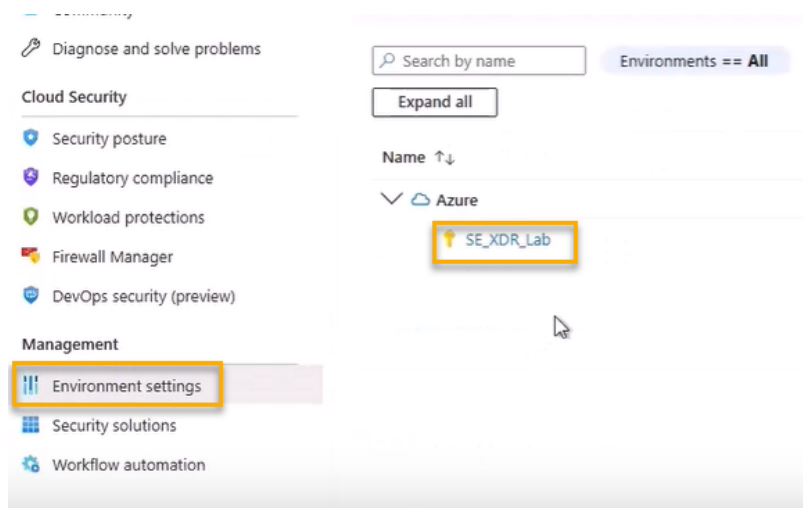 Diagnose and solve problems
Cloud Security
Security posture
Regulatory compliance
Workload protections
Firewall Manager
DevOps security (preview)
Management
Environment settings
Security solutions
Workflow automation
Search by name
Environments == All
Expand all
Name ↑↓
Azure
SE_XDR_Lab